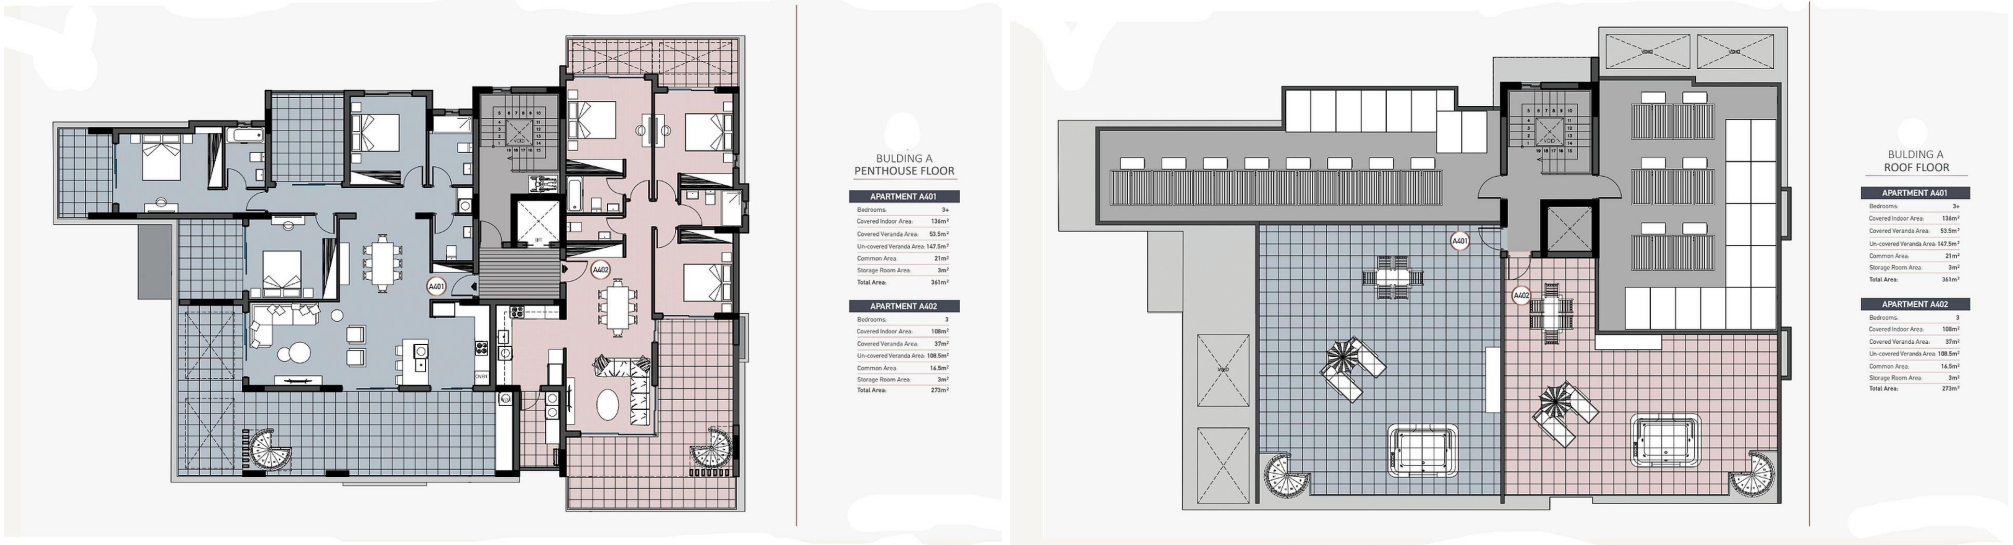 BULDING A
PENTHOUSE FLOOR
APARTMENT A401
Bedrooms: 3+
Covered Indoor Area: 136m²
Covered Veranda Area: 53.5m²
Un-covered Veranda Area: 147.5m²
Common Area: 21m²
Storage Room Area: 3m²
Total Area: 361m²
APARTMENT A402
Bedrooms: 3
Covered Indoor Area: 108m²
Covered Veranda Area: 37m²
Un-covered Veranda Area: 108.5m²
Common Area: 16.5m²
Storage Room Area: 3m²
Total Area: 273m²
VOID
LIFT
A402
A401
OVEN
BULDING A
ROOF FLOOR
APARTMENT A401
Bedrooms: 3+
Covered Indoor Area: 136m²
Covered Veranda Area: 53.5m²
Un-covered Veranda Area: 147.5m²
Common Area: 21m²
Storage Room Area: 3m²
Total Area: 361m²
APARTMENT A402
Bedrooms: 3
Covered Indoor Area: 108m²
Covered Veranda Area: 37m²
Un-covered Veranda Area: 108.5m²
Common Area: 16.5m²
Storage Room Area: 3m²
Total Area: 273m²
VOID
VOID
VOID
A401
A402
VOID